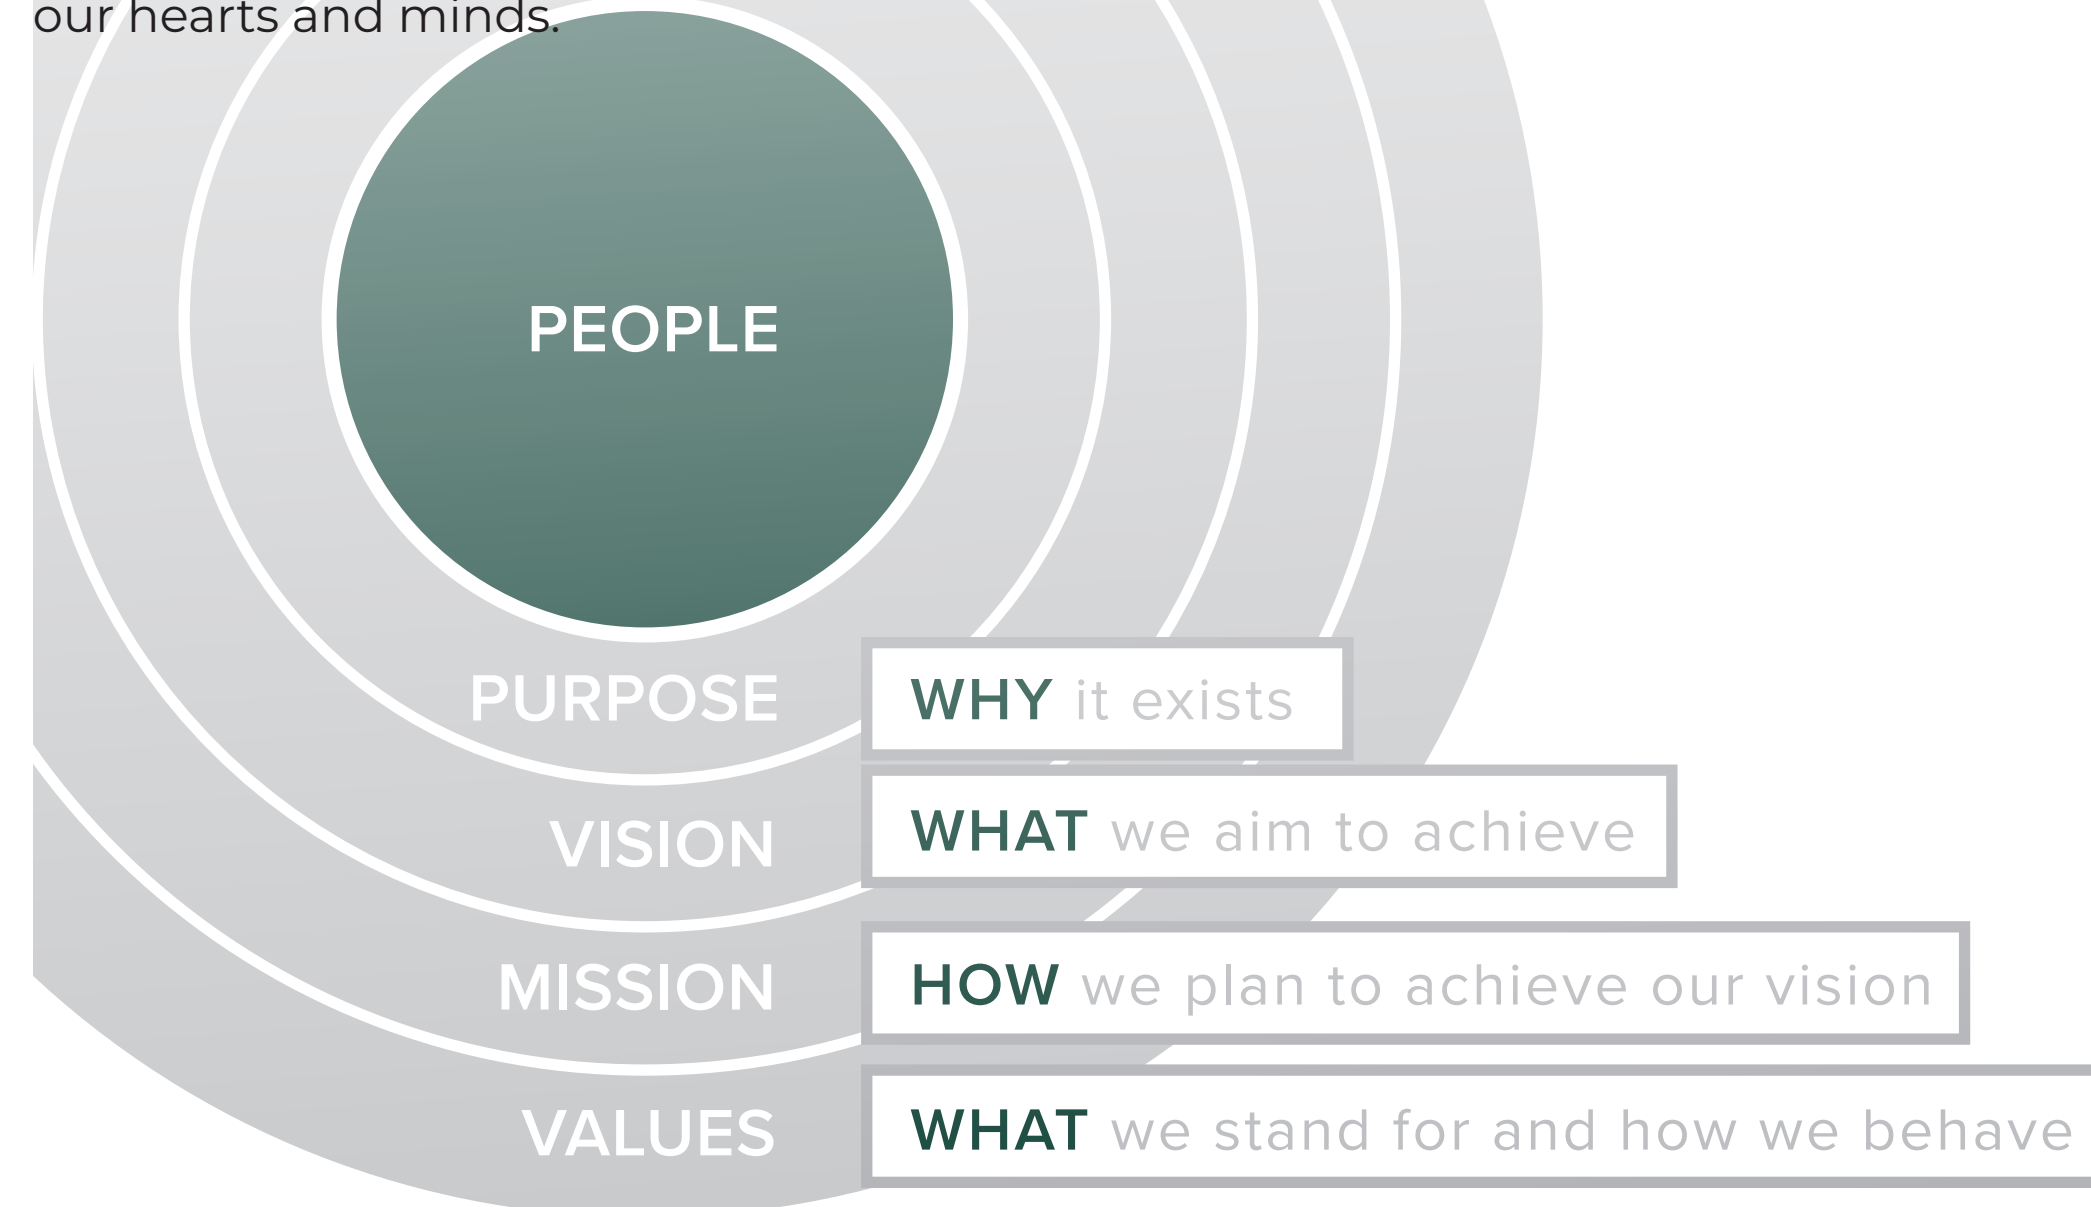 our hearts and minds.
PEOPLE
PURPOSE WHY it exists
VISION WHAT we aim to achieve
MISSION HOW we plan to achieve our vision
VALUES WHAT we stand for and how we behave